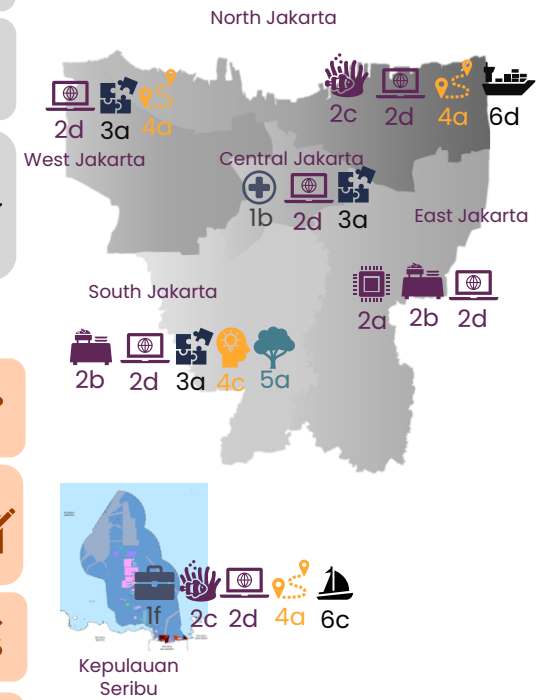 North Jakarta
2d 3a 4a
2c 2d 4a 6d
West Jakarta
Central Jakarta
1b 2d 3a
East Jakarta
2a 2b 2d
South Jakarta
2b 2d 3a 4c 5a
1f 2c 2d 4a 6c
Kepulauan
Seribu